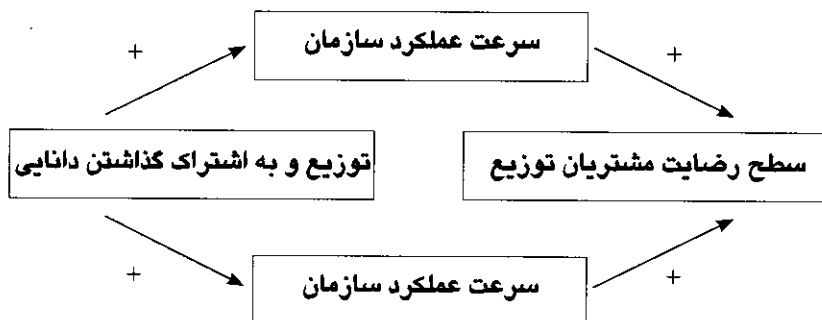 سرعت عملکرد سازمان
+
+
توزیع و به اشتراک گذاشتن دانایی
سطح رضایت مشتریان توزیع
+
+
سرعت عملکرد سازمان